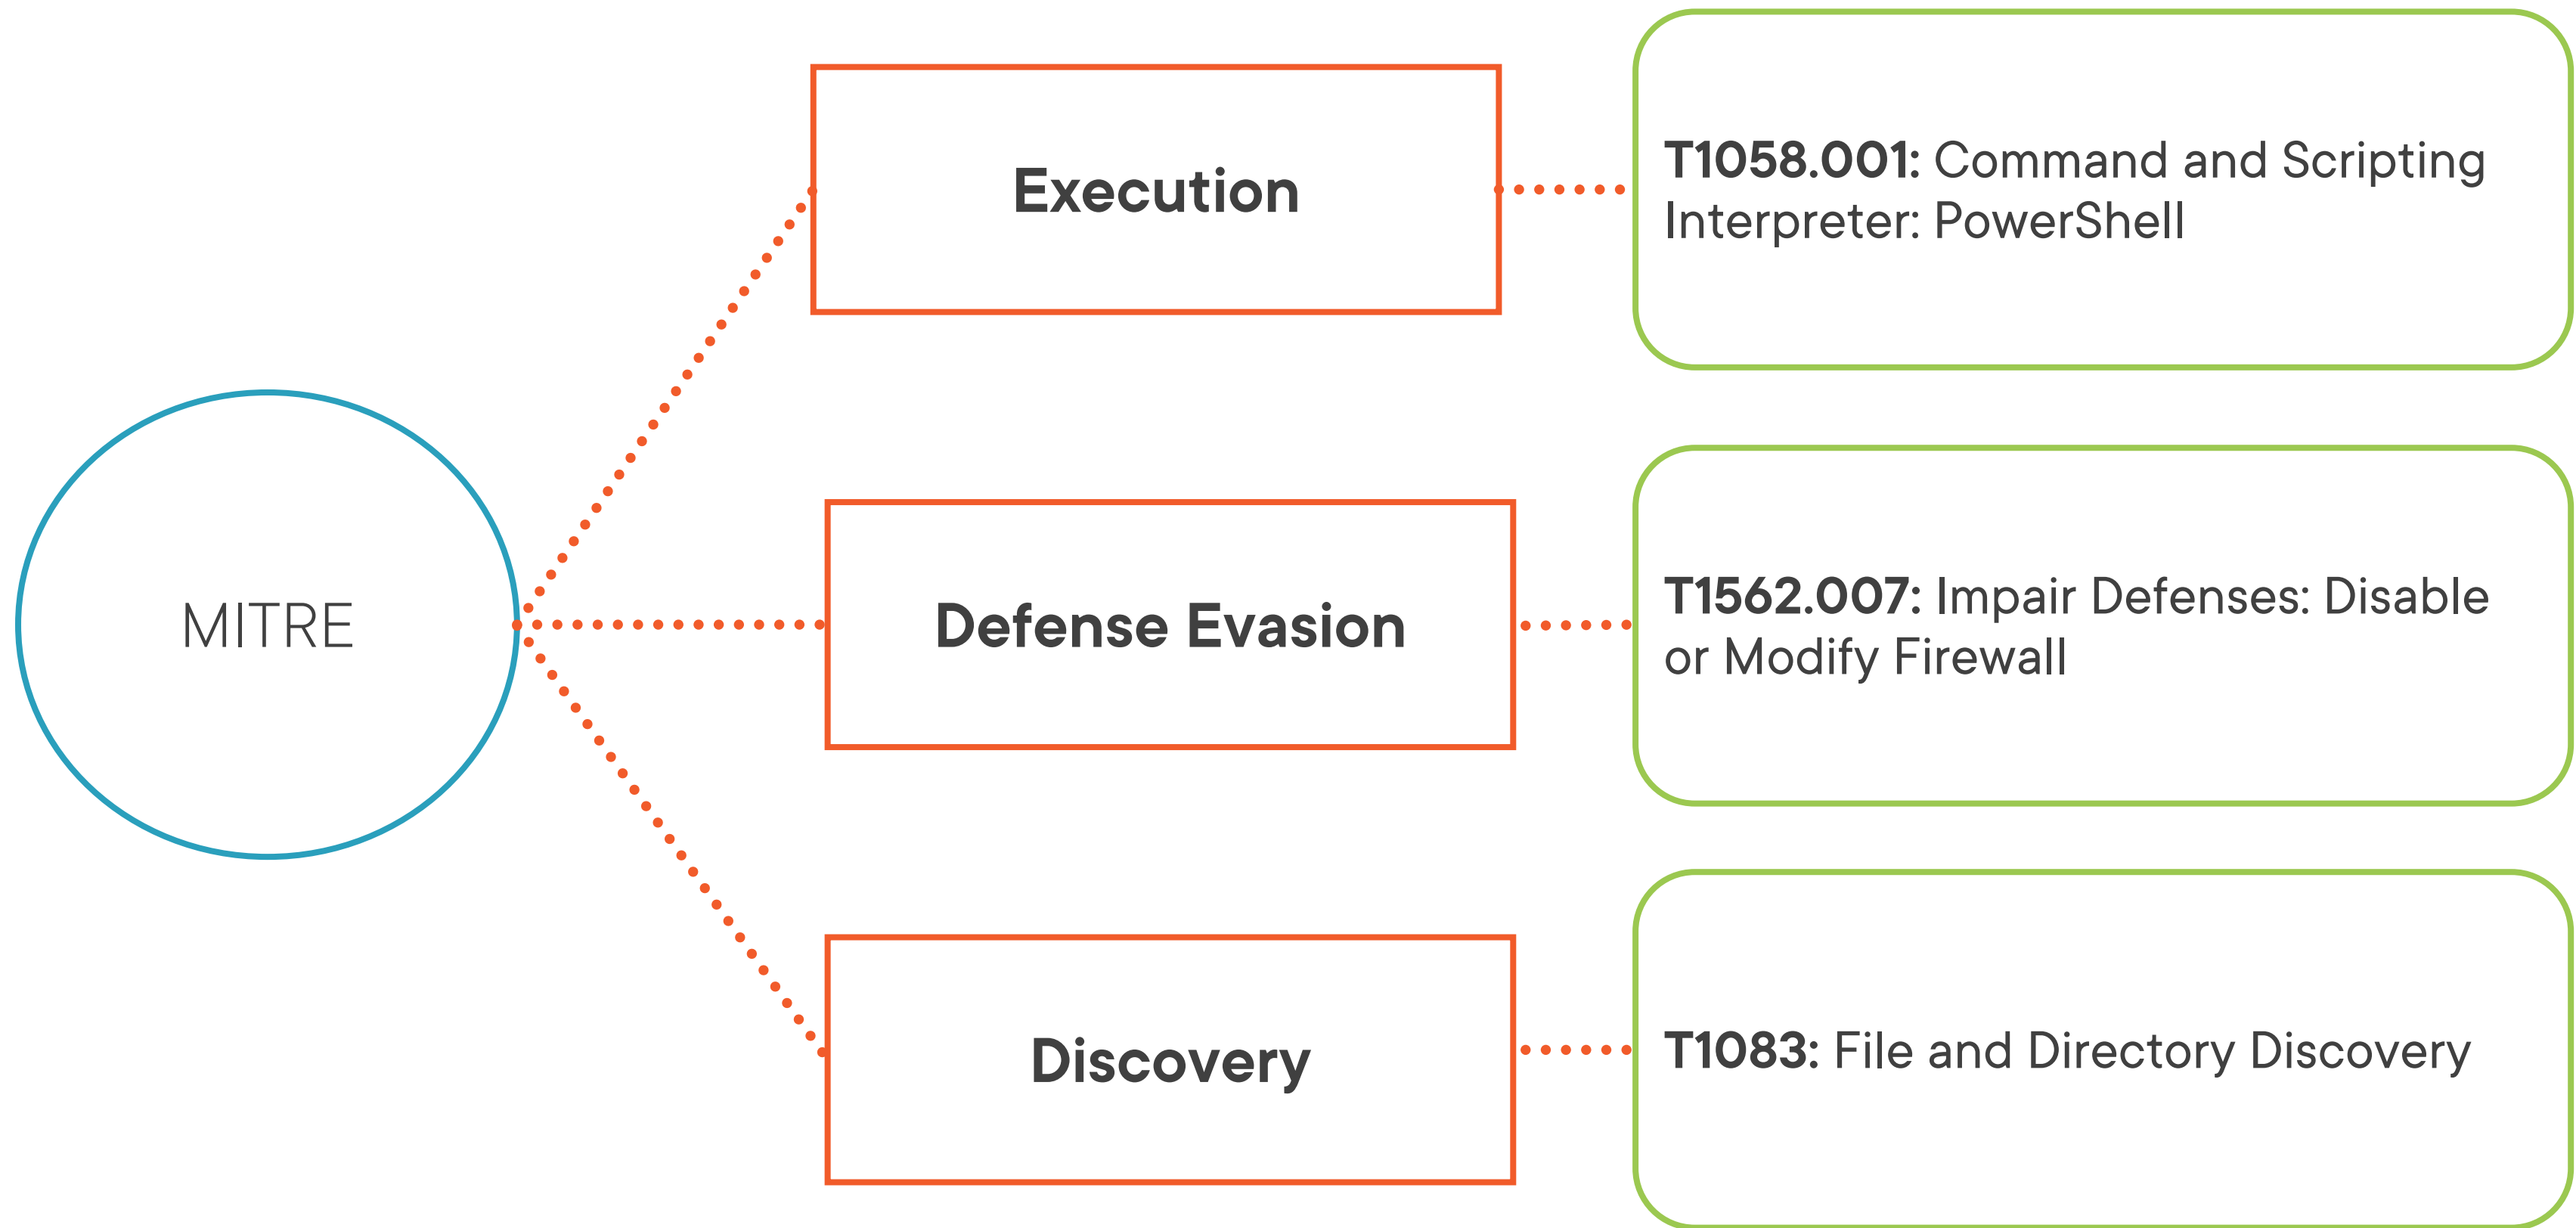 MITRE
Execution
T1058.001: Command and Scripting
Interpreter: PowerShell
Defense Evasion
T1562.007: Impair Defenses: Disable
or Modify Firewall
Discovery
T1083: File and Directory Discovery